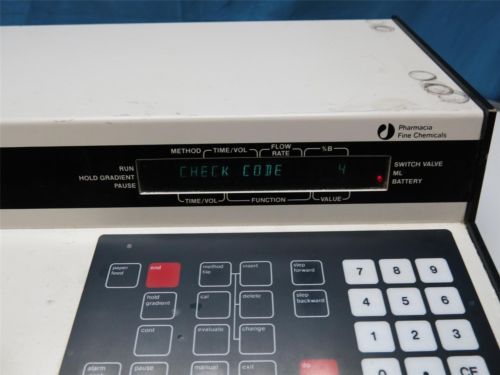 Pharmacia
Fine Chemicals
FLOW
METHOD TIME/VOL RATE %B
RUN
HOLD GRADIENT
PAUSE
CHECK CODE 4
SWITCH VALVE
ML
BATTERY
TIME/VOL FUNCTION VALUE
paper feed
end
method file
insert
step forward
7 8 9
hold gradient
cal
delete
step backward
4 5 6
cont
evaluate
change
1 2 3
alarm
pause
manual
exit
do
0 . CE